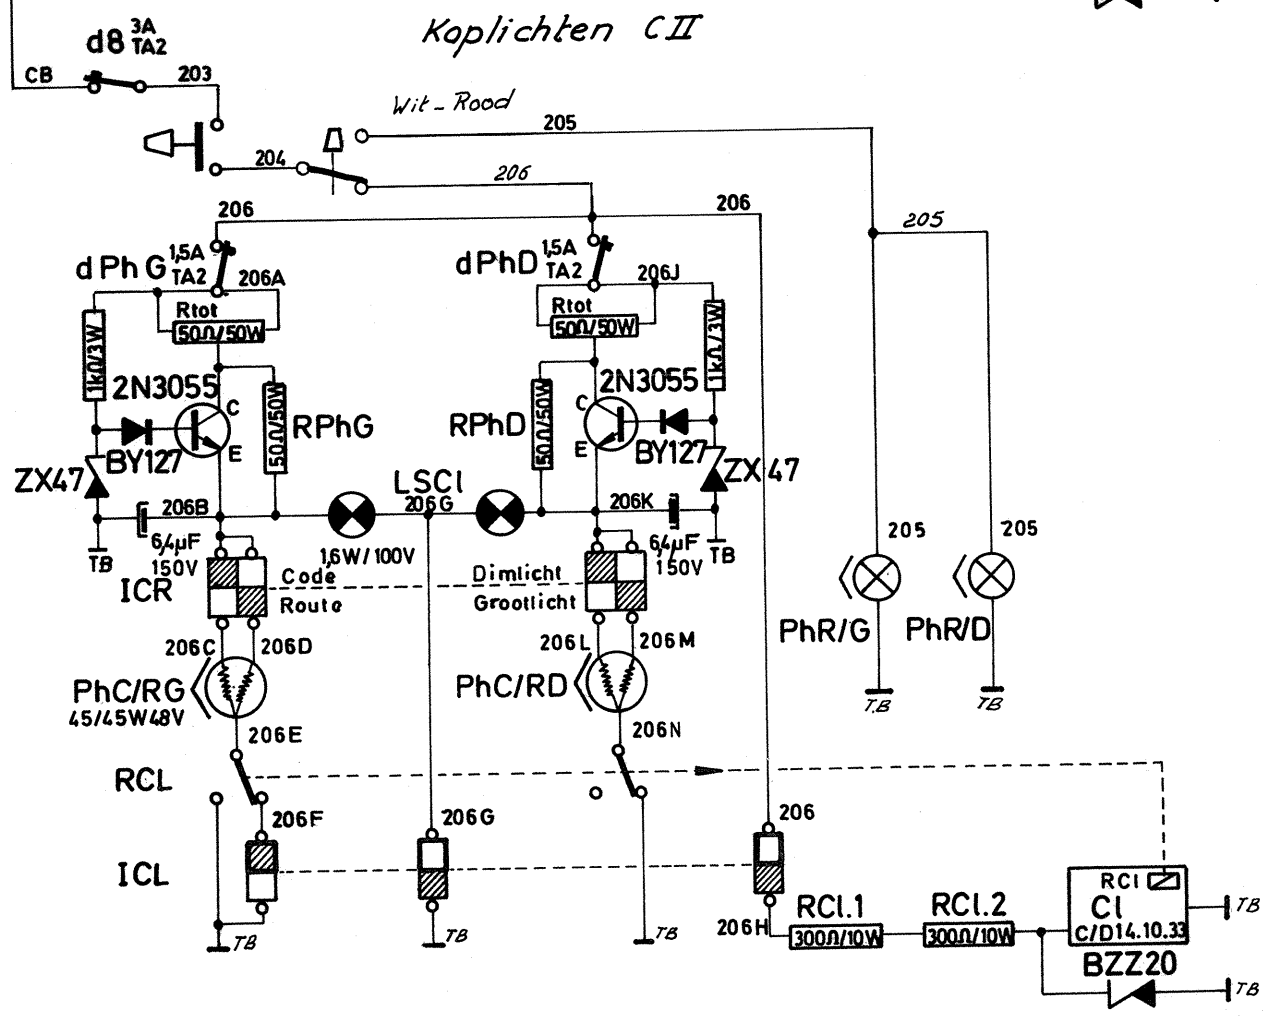 Koplichten CII
d8 3A TA2
CB
203
Wit-Rood
205
204
206
206
206
205
dPhG 1,5A TA2
206A
dPhD 1,5A TA2
206J
Rtot
50Ω/50W
Rtot
50Ω/50W
1kΩ/3W
1kΩ/3W
2N3055
C
E
50Ω/50W
RPhG
RPhD
50Ω/50W
2N3055
C
E
BY127
BY127
ZX47
ZX47
LSCl
206B
206G
206K
6,4µF
150V
TB
1,6W/100V
6,4µF
150V
TB
205
205
ICR
Code
Route
Dimlicht
Grootlicht
PhR/G
PhR/D
206C
206D
206L
206M
PhC/RG
45/45W48V
PhC/RD
T.B
TB
206E
206N
RCL
206F
206G
206
ICL
TB
TB
TB
206H
RCl.1
300Ω/10W
RCl.2
300Ω/10W
RCl
Cl
C/D14.10.33
TB
BZZ20
TB